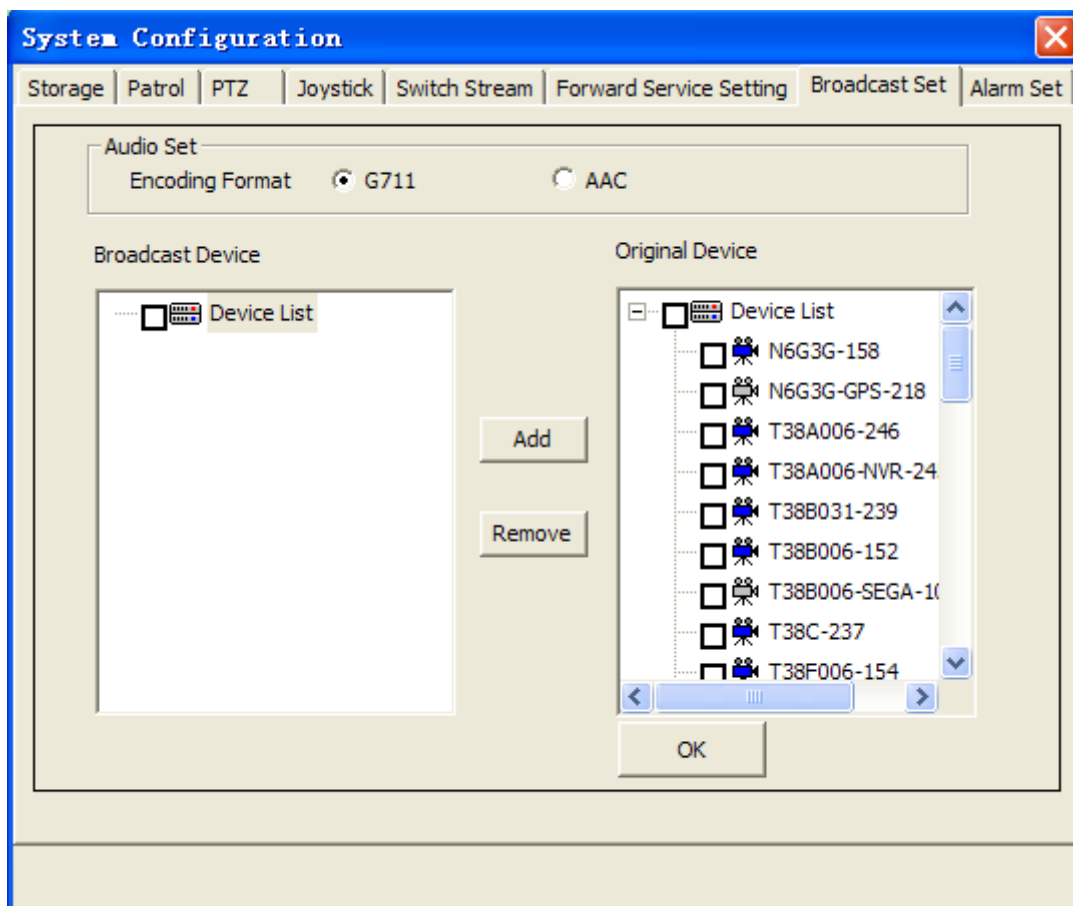 System Configuration
Storage Patrol PTZ Joystick Switch Stream Forward Service Setting Broadcast Set Alarm Set
Audio Set
Encoding Format G711 AAC
Broadcast Device
Device List
Add
Remove
Original Device
Device List
N6G3G-158
N6G3G-GPS-218
T38A006-246
T38A006-NVR-24
T38B031-239
T38B006-152
T38B006-SEGA-10
T38C-237
T38F006-154
OK